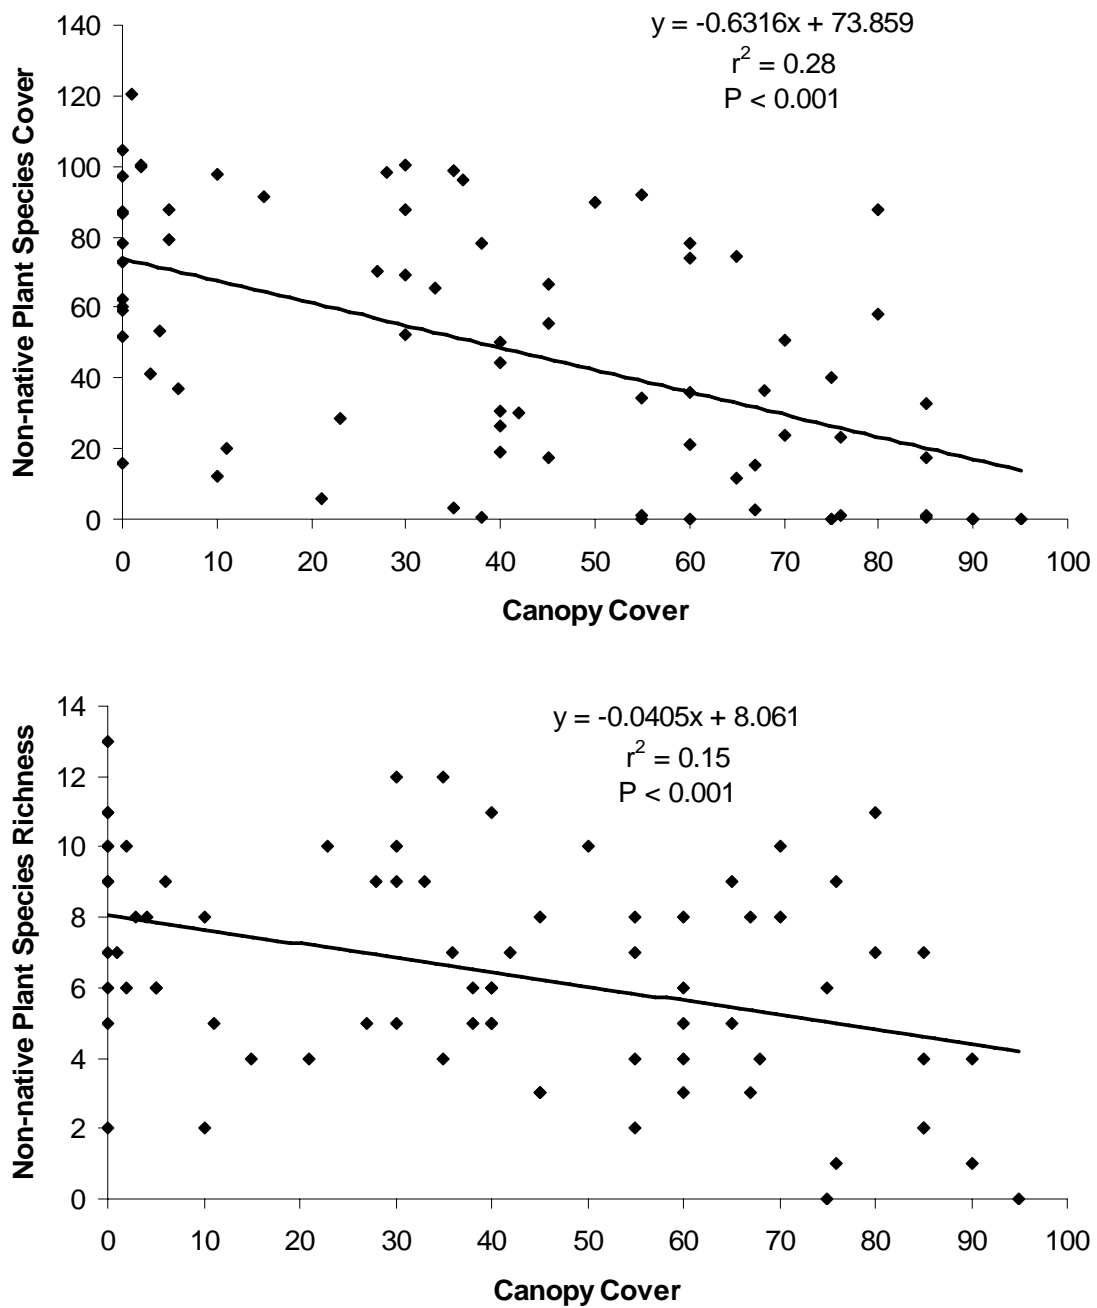 y = -0.6316x + 73.859
r² = 0.28
P < 0.001
Non-native Plant Species Cover
140
120
100
80
60
40
20
0
0 10 20 30 40 50 60 70 80 90 100
Canopy Cover
y = -0.0405x + 8.061
r² = 0.15
P < 0.001
Non-native Plant Species Richness
14
12
10
8
6
4
2
0
0 10 20 30 40 50 60 70 80 90 100
Canopy Cover